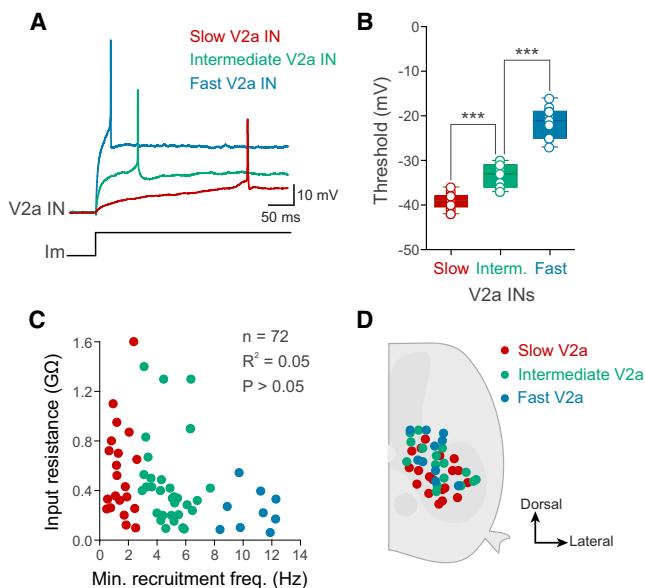 A
Slow V2a IN
Intermediate V2a IN
Fast V2a IN
V2a IN
10 mV
50 ms
Im
B
Threshold (mV)
0
-10
-20
-30
-40
-50
***
***
Slow
Interm.
Fast
V2a INs
C
Input resistance (GΩ)
1.6
1.2
0.8
0.4
0.0
n = 72
R² = 0.05
P > 0.05
0 2 4 6 8 10 12 14
Min. recruitment freq. (Hz)
D
Slow V2a
Intermediate V2a
Fast V2a
Dorsal
Lateral